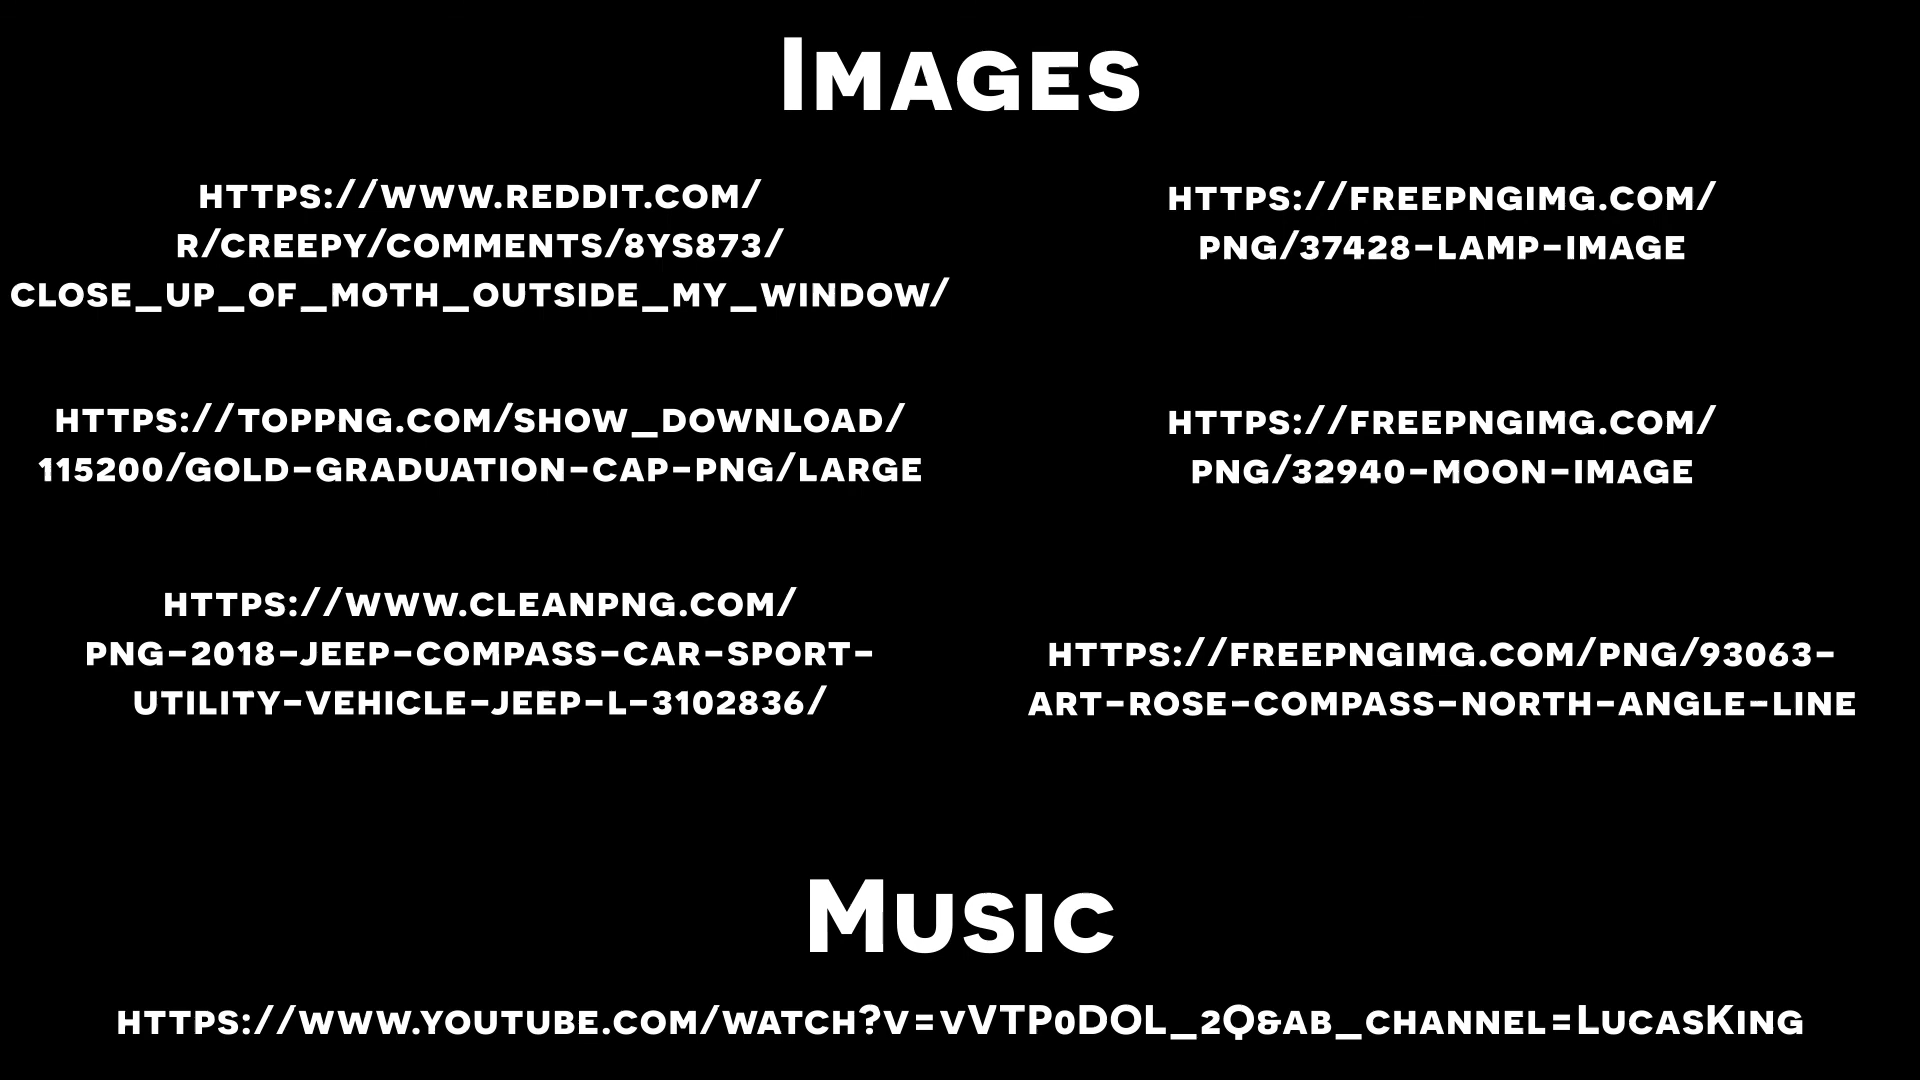 Images
https://www.reddit.com/
r/creepy/comments/8ys873/
close_up_of_moth_outside_my_window/
https://freepngimg.com/
png/37428-lamp-image
https://toppng.com/show_download/
115200/gold-graduation-cap-png/large
https://freepngimg.com/
png/32940-moon-image
https://www.cleanpng.com/
png-2018-jeep-compass-car-sport-
utility-vehicle-jeep-l-3102836/
https://freepngimg.com/png/93063-
art-rose-compass-north-angle-line
Music
https://www.youtube.com/watch?v=vVTP0DOL_2Q&ab_channel=LucasKing